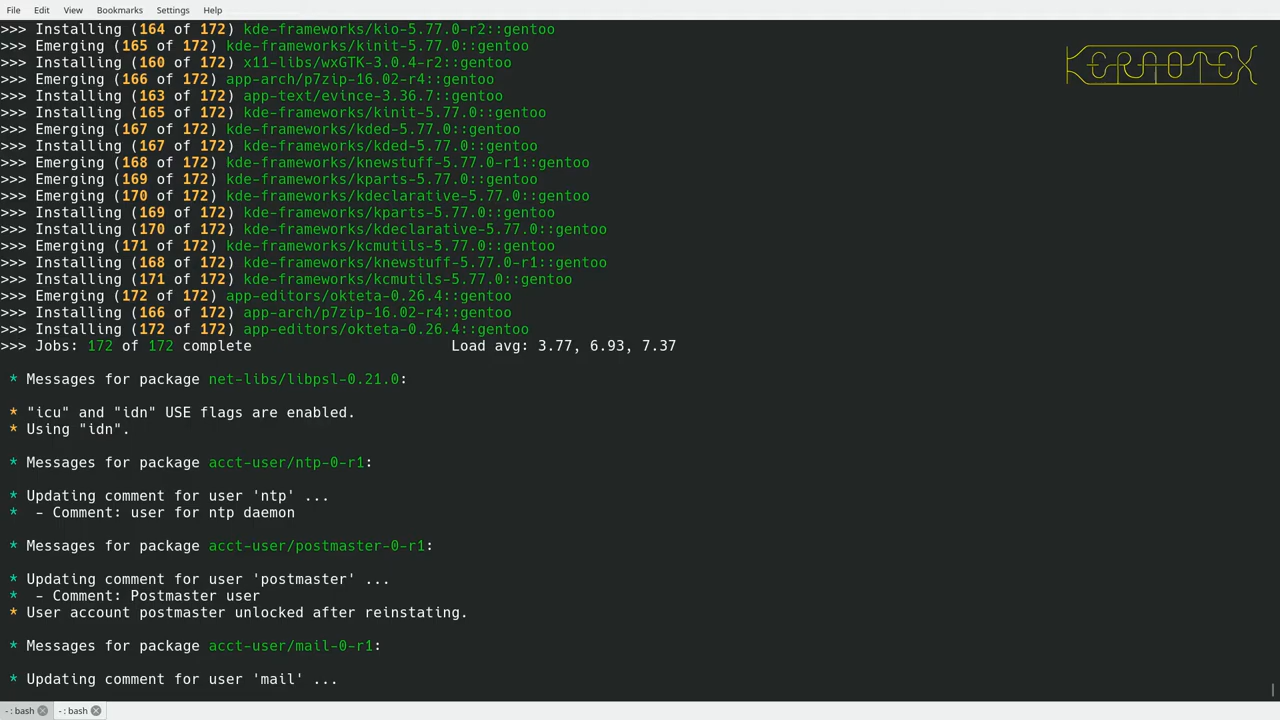 File Edit View Bookmarks Settings Help
>>> Installing (164 of 172) kde-frameworks/kio-5.77.0-r2::gentoo
>>> Emerging (165 of 172) kde-frameworks/kinit-5.77.0::gentoo
>>> Installing (160 of 172) x11-libs/wxGTK-3.0.4-r2::gentoo
>>> Emerging (166 of 172) app-arch/p7zip-16.02-r4::gentoo
>>> Installing (163 of 172) app-text/evince-3.36.7::gentoo
>>> Installing (165 of 172) kde-frameworks/kinit-5.77.0::gentoo
>>> Emerging (167 of 172) kde-frameworks/kded-5.77.0::gentoo
>>> Installing (167 of 172) kde-frameworks/kded-5.77.0::gentoo
>>> Emerging (168 of 172) kde-frameworks/knewstuff-5.77.0-r1::gentoo
>>> Emerging (169 of 172) kde-frameworks/kparts-5.77.0::gentoo
>>> Emerging (170 of 172) kde-frameworks/kdeclarative-5.77.0::gentoo
>>> Installing (169 of 172) kde-frameworks/kparts-5.77.0::gentoo
>>> Installing (170 of 172) kde-frameworks/kdeclarative-5.77.0::gentoo
>>> Emerging (171 of 172) kde-frameworks/kcmutils-5.77.0::gentoo
>>> Installing (168 of 172) kde-frameworks/knewstuff-5.77.0-r1::gentoo
>>> Installing (171 of 172) kde-frameworks/kcmutils-5.77.0::gentoo
>>> Emerging (172 of 172) app-editors/okteta-0.26.4::gentoo
>>> Installing (166 of 172) app-arch/p7zip-16.02-r4::gentoo
>>> Installing (172 of 172) app-editors/okteta-0.26.4::gentoo
>>> Jobs: 172 of 172 complete Load avg: 3.77, 6.93, 7.37
* Messages for package net-libs/libpsl-0.21.0:
* "icu" and "idn" USE flags are enabled.
* Using "idn".
* Messages for package acct-user/ntp-0-r1:
* Updating comment for user 'ntp' ...
* - Comment: user for ntp daemon
* Messages for package acct-user/postmaster-0-r1:
* Updating comment for user 'postmaster' ...
* - Comment: Postmaster user
* User account postmaster unlocked after reinstating.
* Messages for package acct-user/mail-0-r1:
* Updating comment for user 'mail' ...
- : bash - : bash